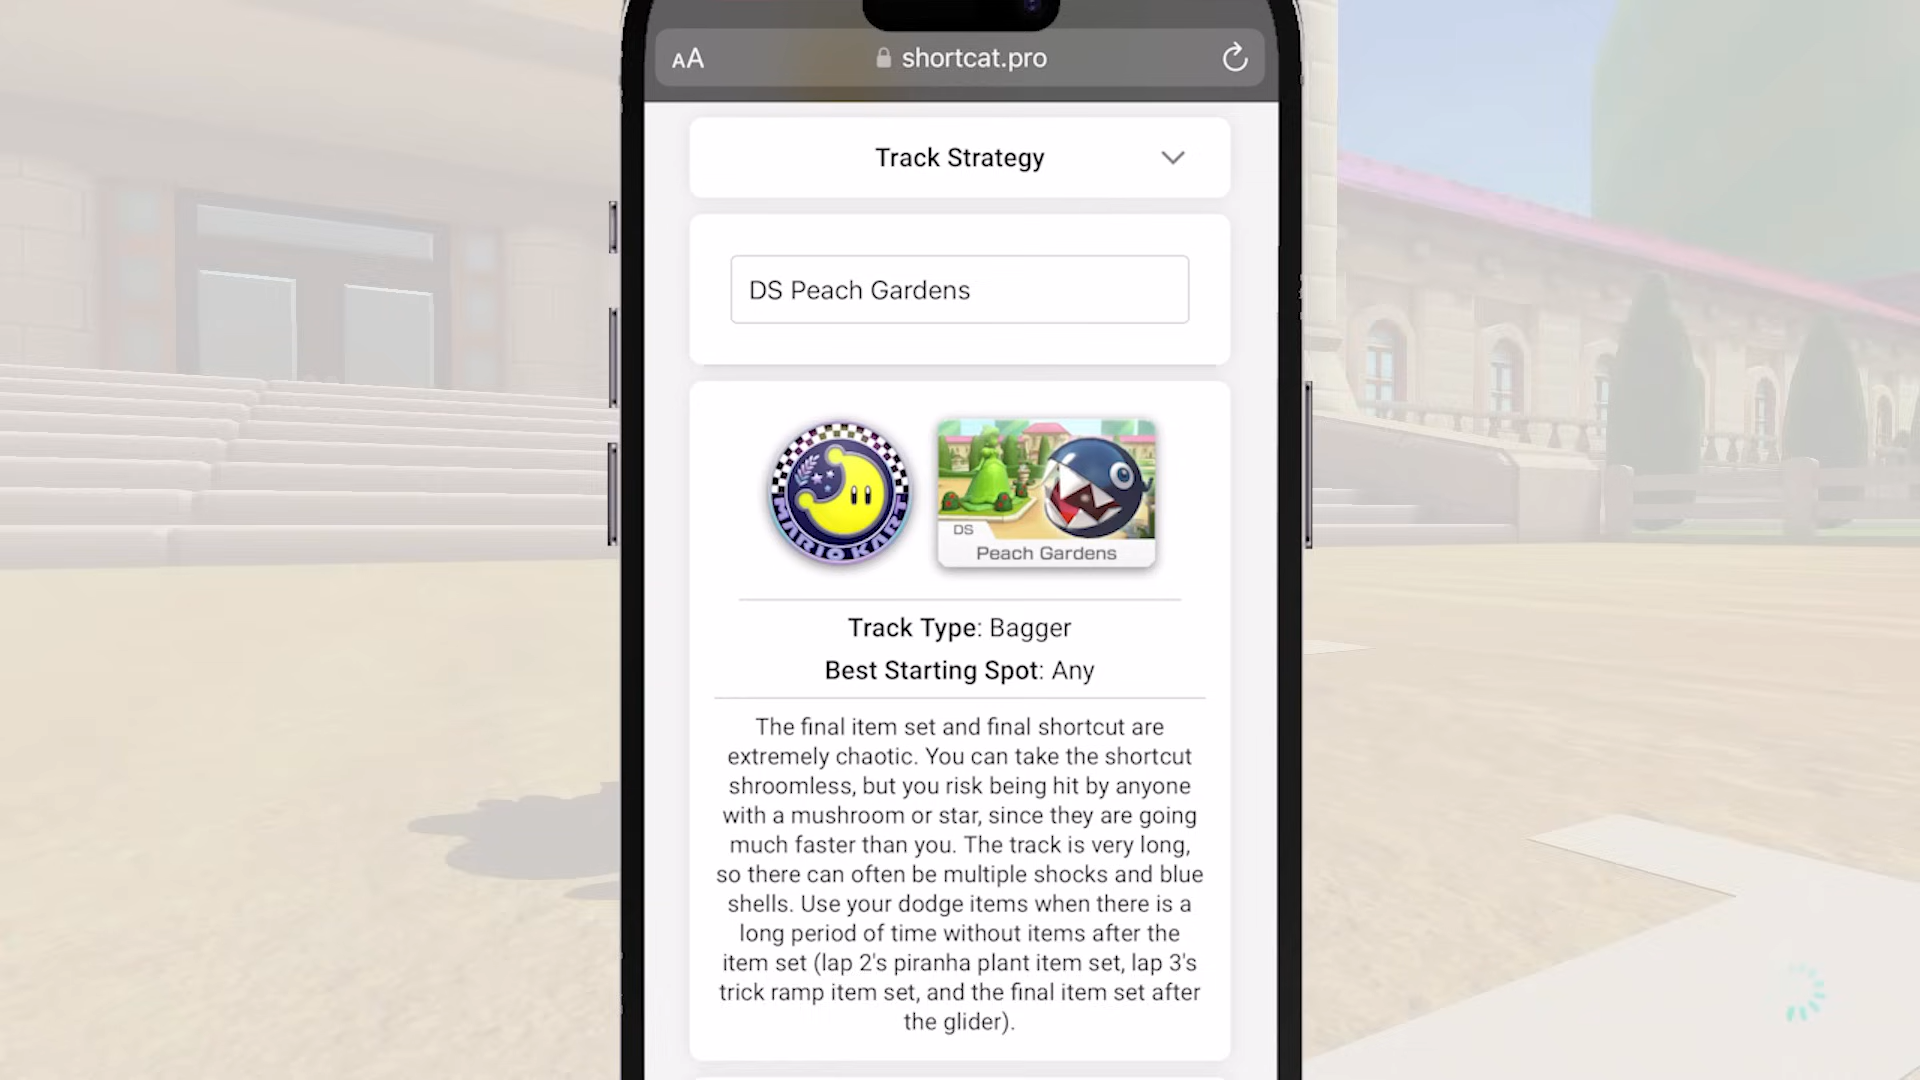 AA
shortcat.pro
Track Strategy
DS Peach Gardens
MARIO KART
DS
Peach Gardens
Track Type: Bagger
Best Starting Spot: Any
The final item set and final shortcut are
extremely chaotic. You can take the shortcut
shroomless, but you risk being hit by anyone
with a mushroom or star, since they are going
much faster than you. The track is very long,
so there can often be multiple shocks and blue
shells. Use your dodge items when there is a
long period of time without items after the
item set (lap 2's piranha plant item set, lap 3's
trick ramp item set, and the final item set after
the glider).